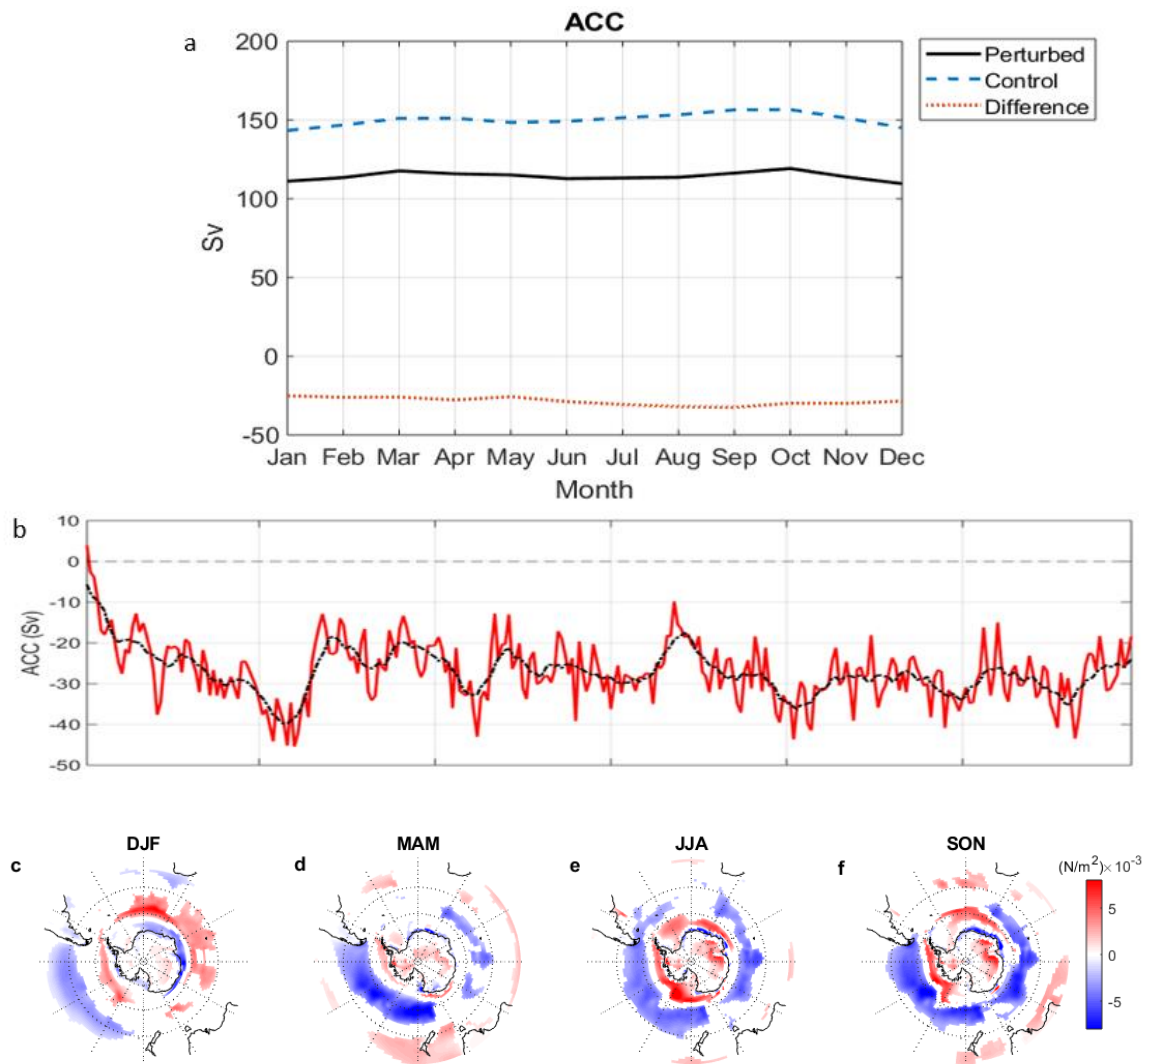 ACC
a
200
150
100
50
0
-50
Sv
Jan Feb Mar Apr May Jun Jul Aug Sep Oct Nov Dec
Month
Perturbed
Control
Difference
b
10
0
-10
-20
-30
-40
-50
ACC (Sv)
DJF MAM JJA SON
c d e f
(N/m²)×10⁻³
5
0
-5